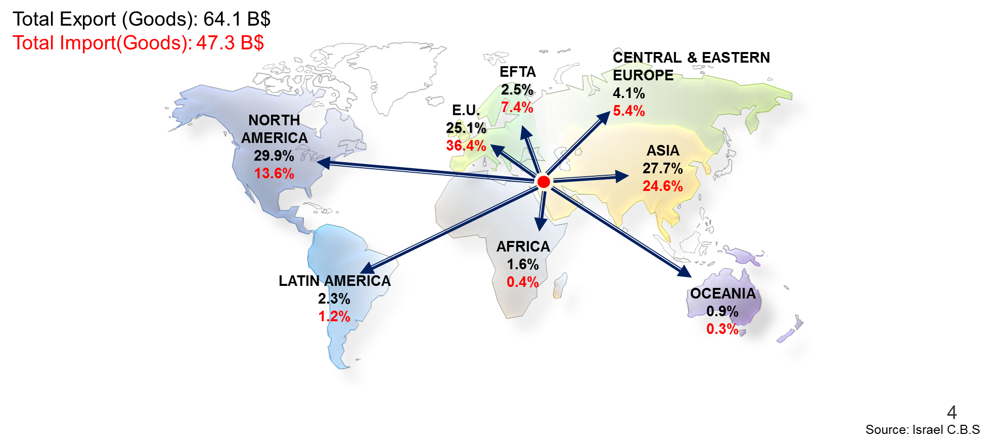 Total Export (Goods): 64.1 B$
Total Import(Goods): 47.3 B$
CENTRAL & EASTERN
EUROPE
4.1%
5.4%
EFTA
2.5%
7.4%
E.U.
25.1%
36.4%
NORTH
AMERICA
29.9%
13.6%
ASIA
27.7%
24.6%
AFRICA
1.6%
0.4%
LATIN AMERICA
2.3%
1.2%
OCEANIA
0.9%
0.3%
4
Source: Israel C.B.S